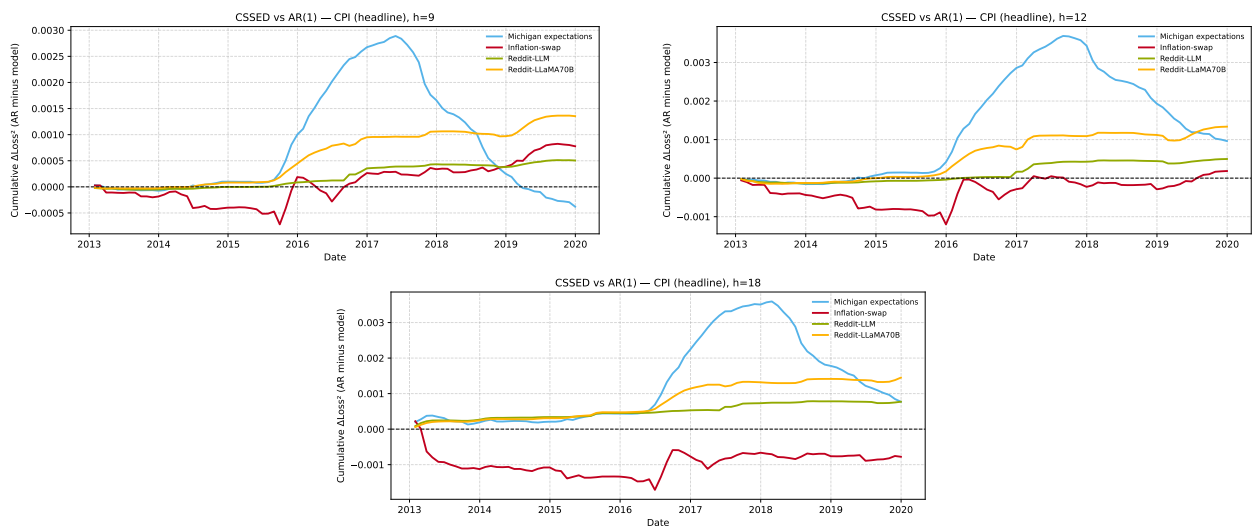 CSSED vs AR(1) — CPI (headline), h=9
Cumulative ΔLoss² (AR minus model)
0.0030
0.0025
0.0020
0.0015
0.0010
0.0005
0.0000
−0.0005
Michigan expectations
Inflation-swap
Reddit-LLM
Reddit-LLaMA70B
2013 2014 2015 2016 2017 2018 2019 2020
Date
CSSED vs AR(1) — CPI (headline), h=12
Cumulative ΔLoss² (AR minus model)
0.003
0.002
0.001
0.000
−0.001
Michigan expectations
Inflation-swap
Reddit-LLM
Reddit-LLaMA70B
2013 2014 2015 2016 2017 2018 2019 2020
Date
CSSED vs AR(1) — CPI (headline), h=18
Cumulative ΔLoss² (AR minus model)
0.003
0.002
0.001
0.000
−0.001
Michigan expectations
Inflation-swap
Reddit-LLM
Reddit-LLaMA70B
2013 2014 2015 2016 2017 2018 2019 2020
Date